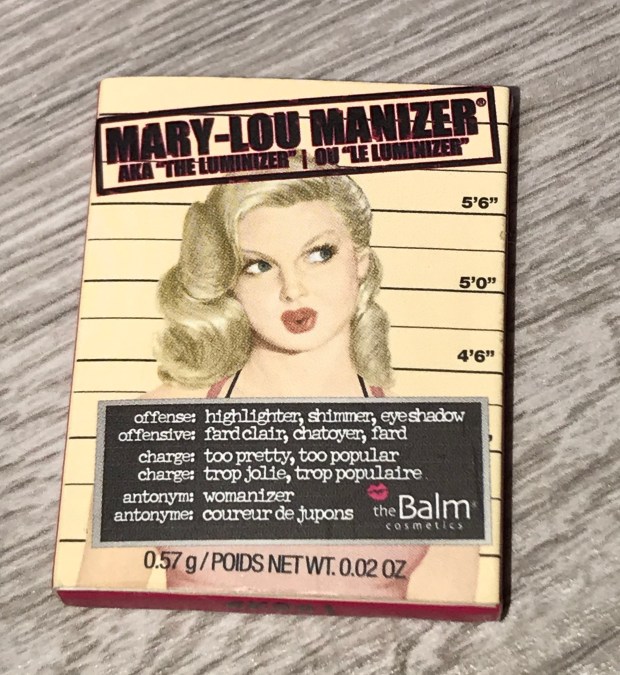 MARY-LOU MANIZER®
AKA "THE LUMINIZER" | OU "LE LUMINIZER"
5'6"
5'0"
4'6"
offense: highlighter, shimmer, eyeshadow
offensive: fard clair, chatoyer, fard
charge: too pretty, too popular
charge: trop jolie, trop populaire
antonym: womanizer
antonyme: coureur de jupons
theBalm
cosmetics
0.57 g / POIDS NET WT. 0.02 OZ